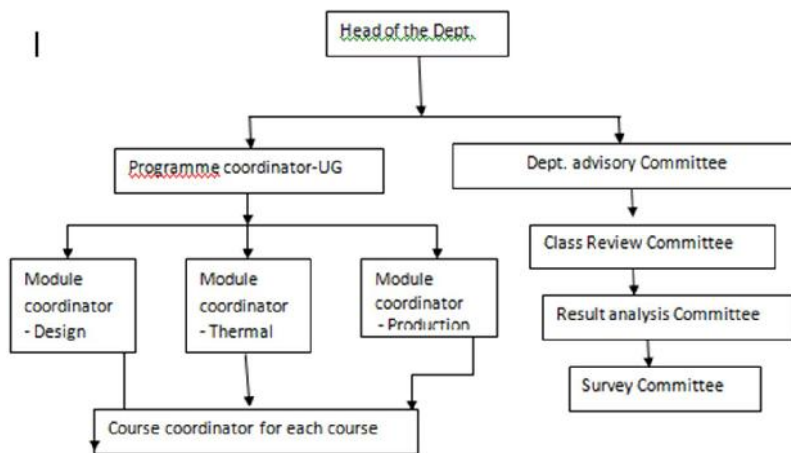 Head of the Dept.
Programme coordinator-UG
Dept. advisory Committee
Class Review Committee
Module
coordinator
- Design
Module
coordinator
- Thermal
Module
coordinator
- Production
Result analysis Committee
Survey Committee
Course coordinator for each course